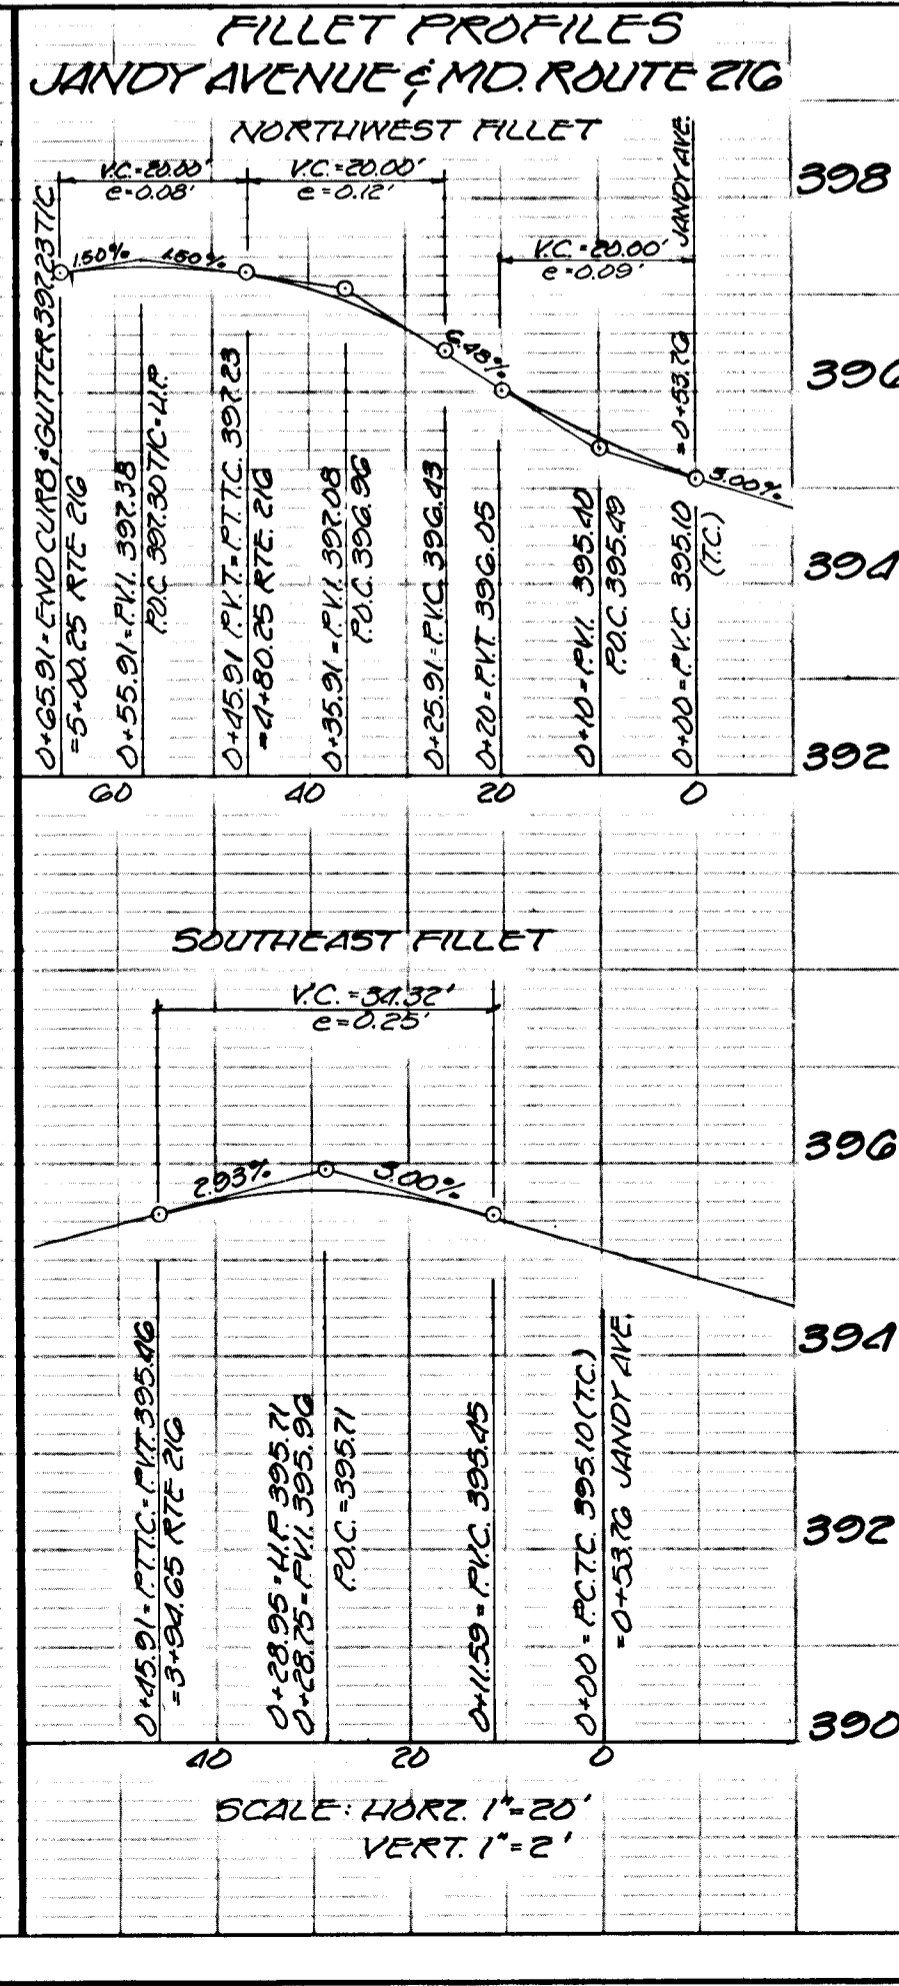 FILLET PROFILES
JANDY AVENUE & MD. ROUTE 216
NORTHWEST FILLET
V.C. = 20.00'
e = 0.08'
V.C. = 20.00'
e = 0.12'
V.C. = 20.00'
e = 0.09'
398
396
394
392
1.50%
1.50%
6.48%
3.00%
0+65.91 = END CURB & GUTTER 397.23 T/C
= 5+00.25 RTE 216
0+55.91 = P.V.I. 397.38
P.O.C. 397.30 T/C = H.P.
0+45.91 P.V.T. = P.T.T.C. 397.23
= 4+80.25 RTE. 216
0+35.91 = P.V.I. 397.08
P.O.C. 396.96
0+25.91 = P.V.C. 396.43
0+20 = P.V.T. 396.05
0+10 = P.V.I. 395.40
P.O.C. 395.49
0+00 = P.V.C. 395.10
(T.C.)
= 0+53.76 JANDY AVE.
60 40 20 0
SOUTHEAST FILLET
V.C. = 34.32'
e = 0.25'
396
394
392
390
2.93%
3.00%
0+45.91 = P.T.T.C. = P.V.T. 395.46
= 3+94.65 RTE 216
0+28.95 = H.P. 395.71
0+28.75 = P.V.I. 395.96
P.O.C. = 395.71
0+11.59 = P.V.C. 395.45
0+00 = P.C.T.C. 395.10 (T.C.)
= 0+53.76 JANDY AVE.
40 20 0
SCALE: HORZ. 1" = 20'
VERT. 1" = 2'